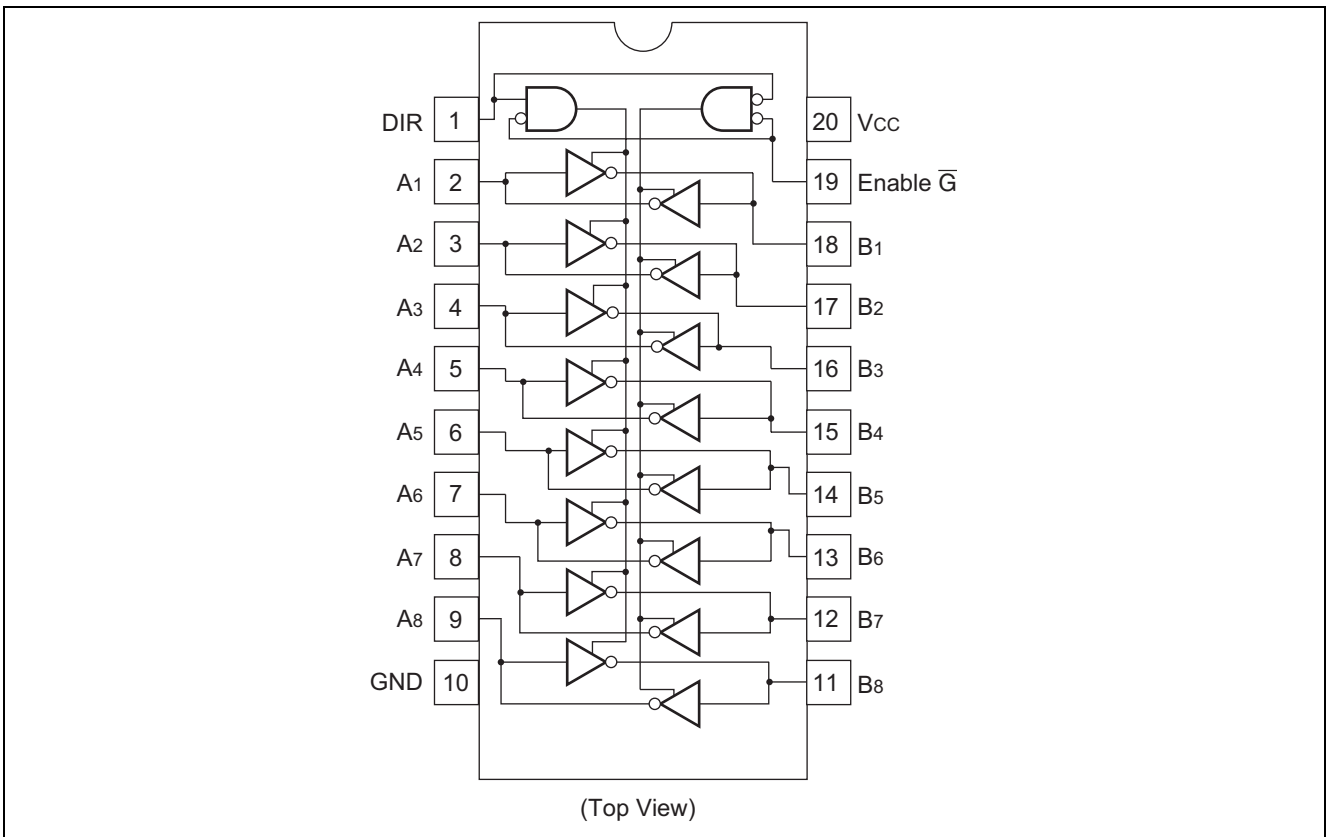 DIR 1 20 VCC
A1 2 19 Enable G̅
A2 3 18 B1
A3 4 17 B2
A4 5 16 B3
A5 6 15 B4
A6 7 14 B5
A7 8 13 B6
A8 9 12 B7
GND 10 11 B8
(Top View)